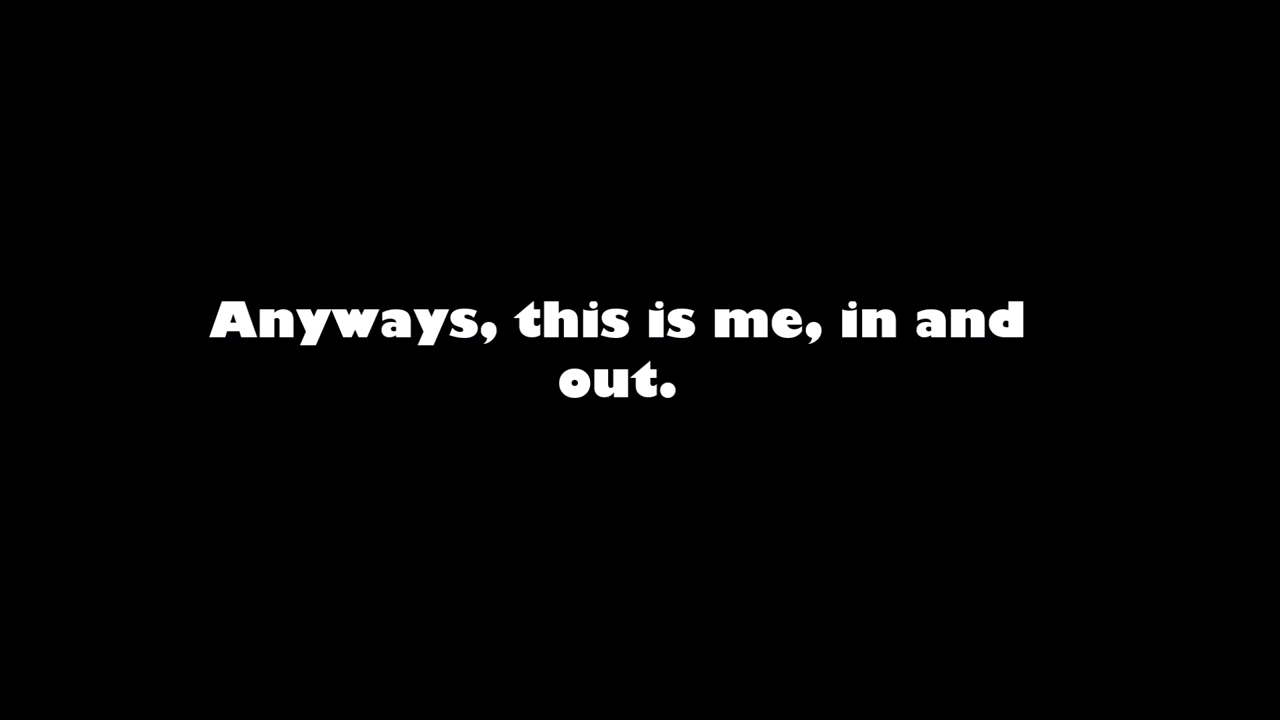 Anyways, this is me, in and
out.